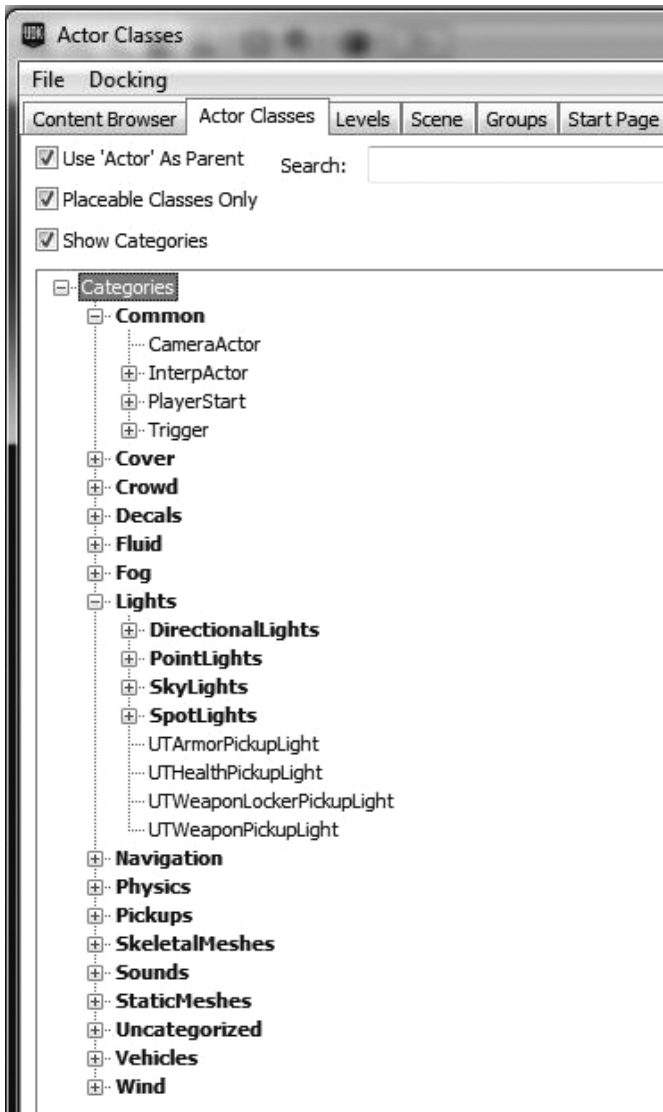 UDK Actor Classes
File Docking
Content Browser Actor Classes Levels Scene Groups Start Page
Use 'Actor' As Parent Search:
Placeable Classes Only
Show Categories
Categories
Common
CameraActor
InterpActor
PlayerStart
Trigger
Cover
Crowd
Decals
Fluid
Fog
Lights
DirectionalLights
PointLights
SkyLights
SpotLights
UTArmorPickupLight
UTHealthPickupLight
UTWeaponLockerPickupLight
UTWeaponPickupLight
Navigation
Physics
Pickups
SkeletalMeshes
Sounds
StaticMeshes
Uncategorized
Vehicles
Wind